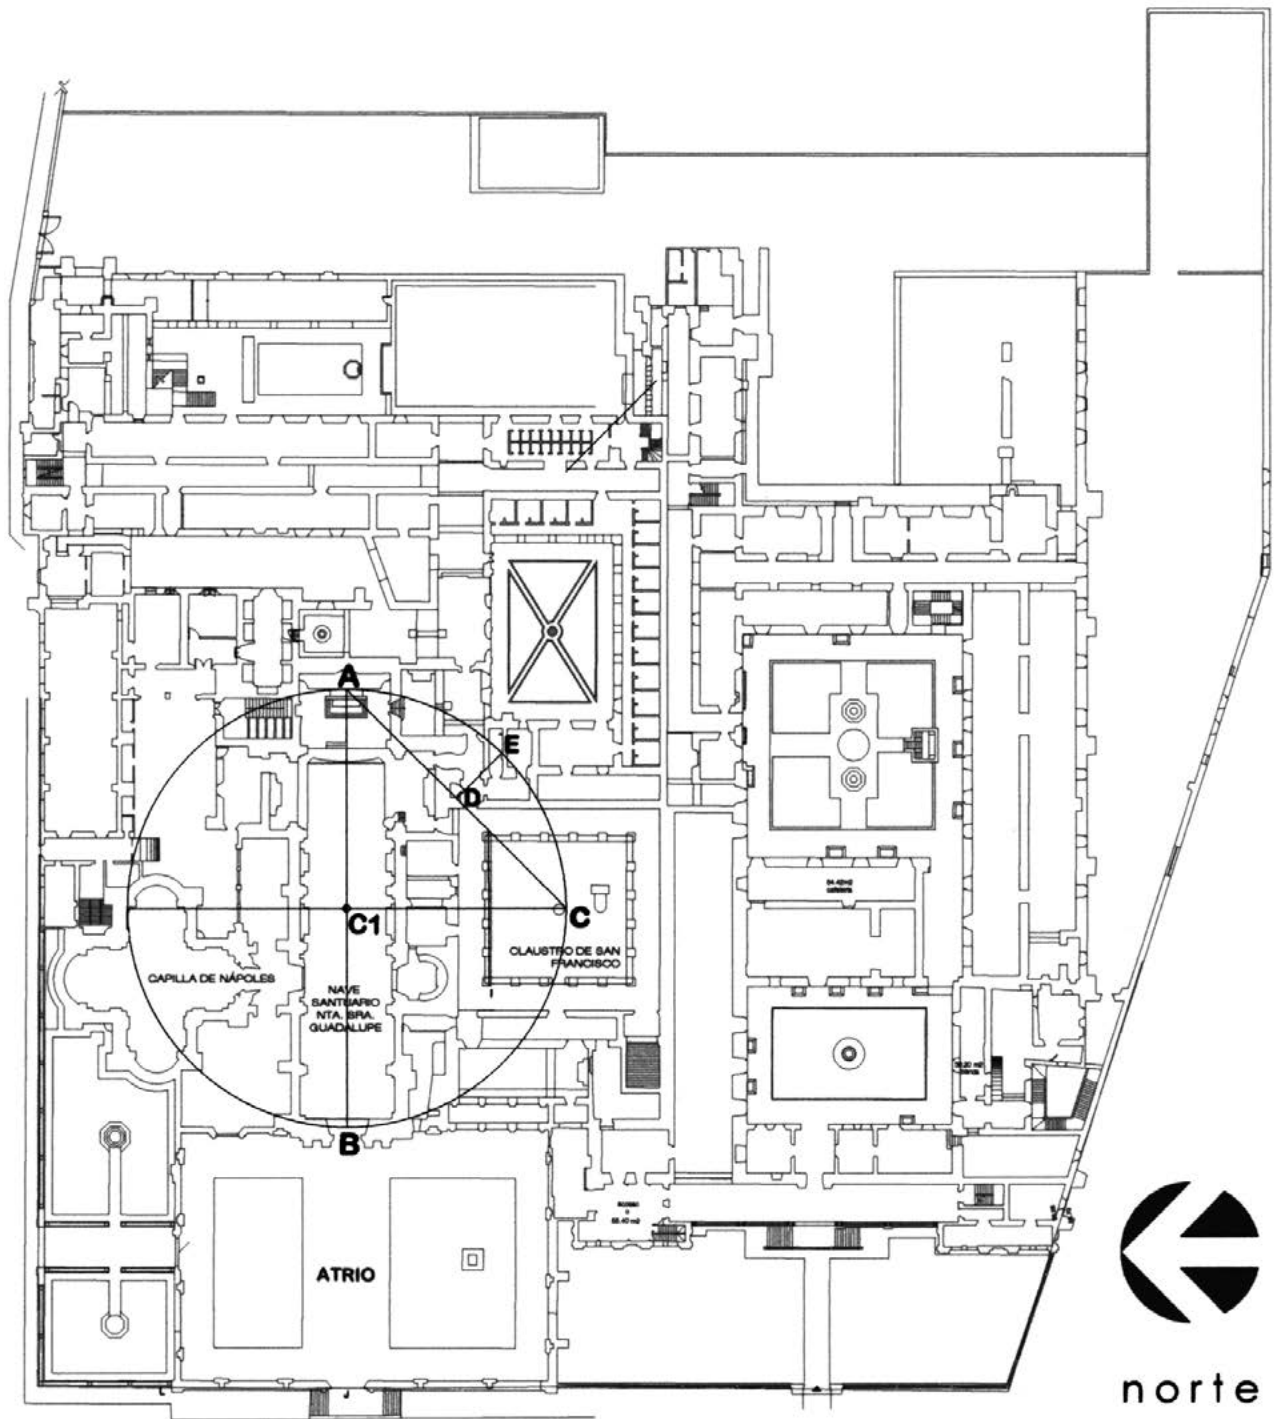 A
E
D
C1
C
CLAUSTRO DE SAN
FRANCISCO
CAPILLA DE NÁPOLES
NAVE
SANTUARIO
NTA. SRA.
GUADALUPE
B
ATRIO
norte